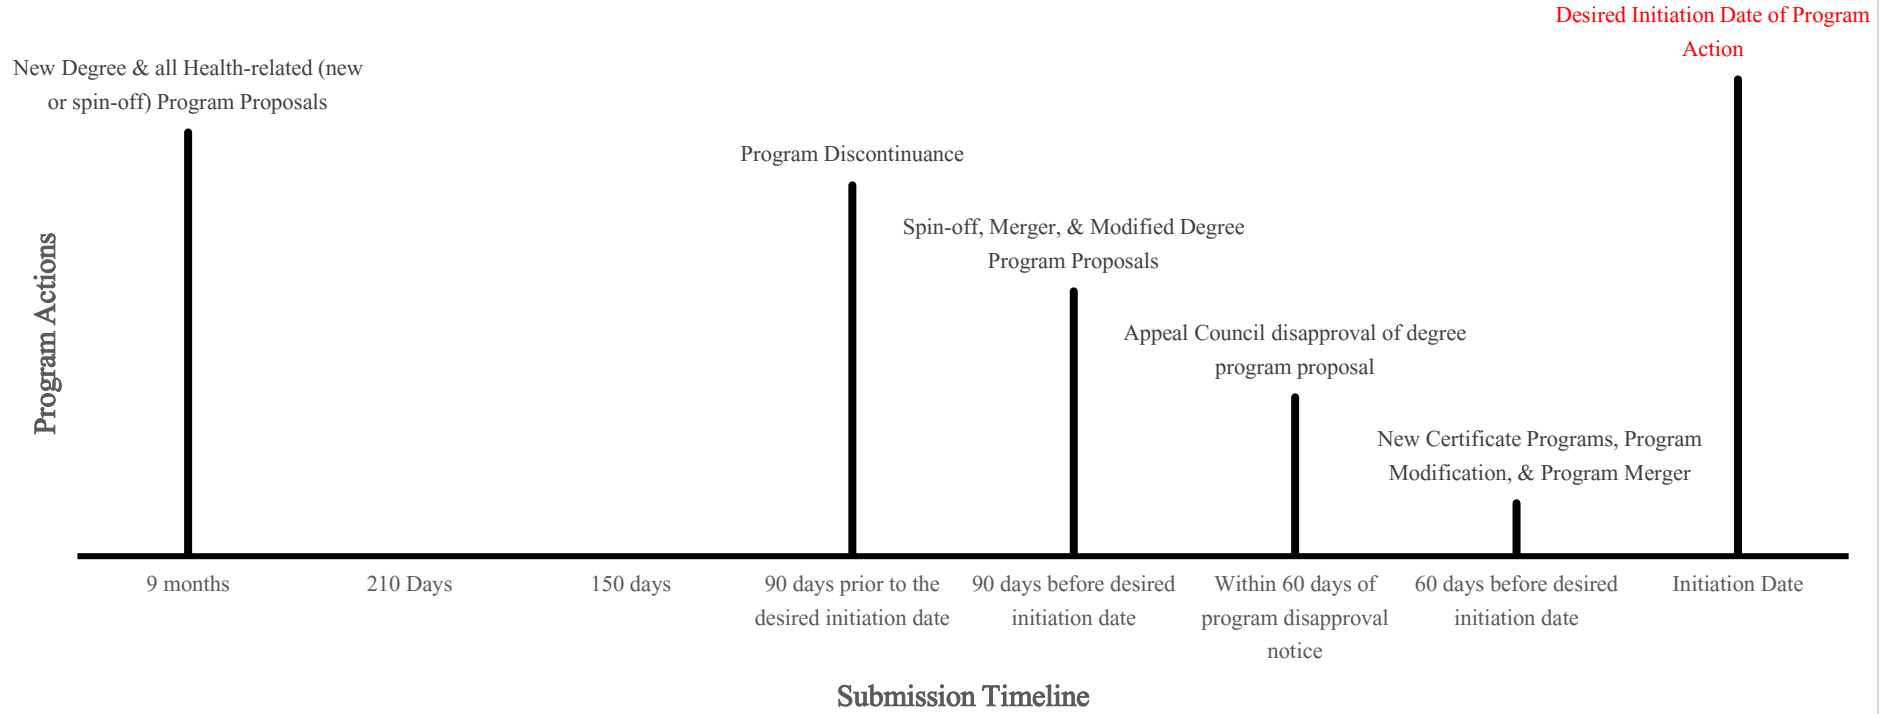 Desired Initiation Date of Program
Action
New Degree & all Health-related (new
or spin-off) Program Proposals
Program Discontinuance
Spin-off, Merger, & Modified Degree
Program Proposals
Appeal Council disapproval of degree
program proposal
New Certificate Programs, Program
Modification, & Program Merger
Program Actions
9 months
210 Days
150 days
90 days prior to the
desired initiation date
90 days before desired
initiation date
Within 60 days of
program disapproval
notice
60 days before desired
initiation date
Initiation Date
Submission Timeline